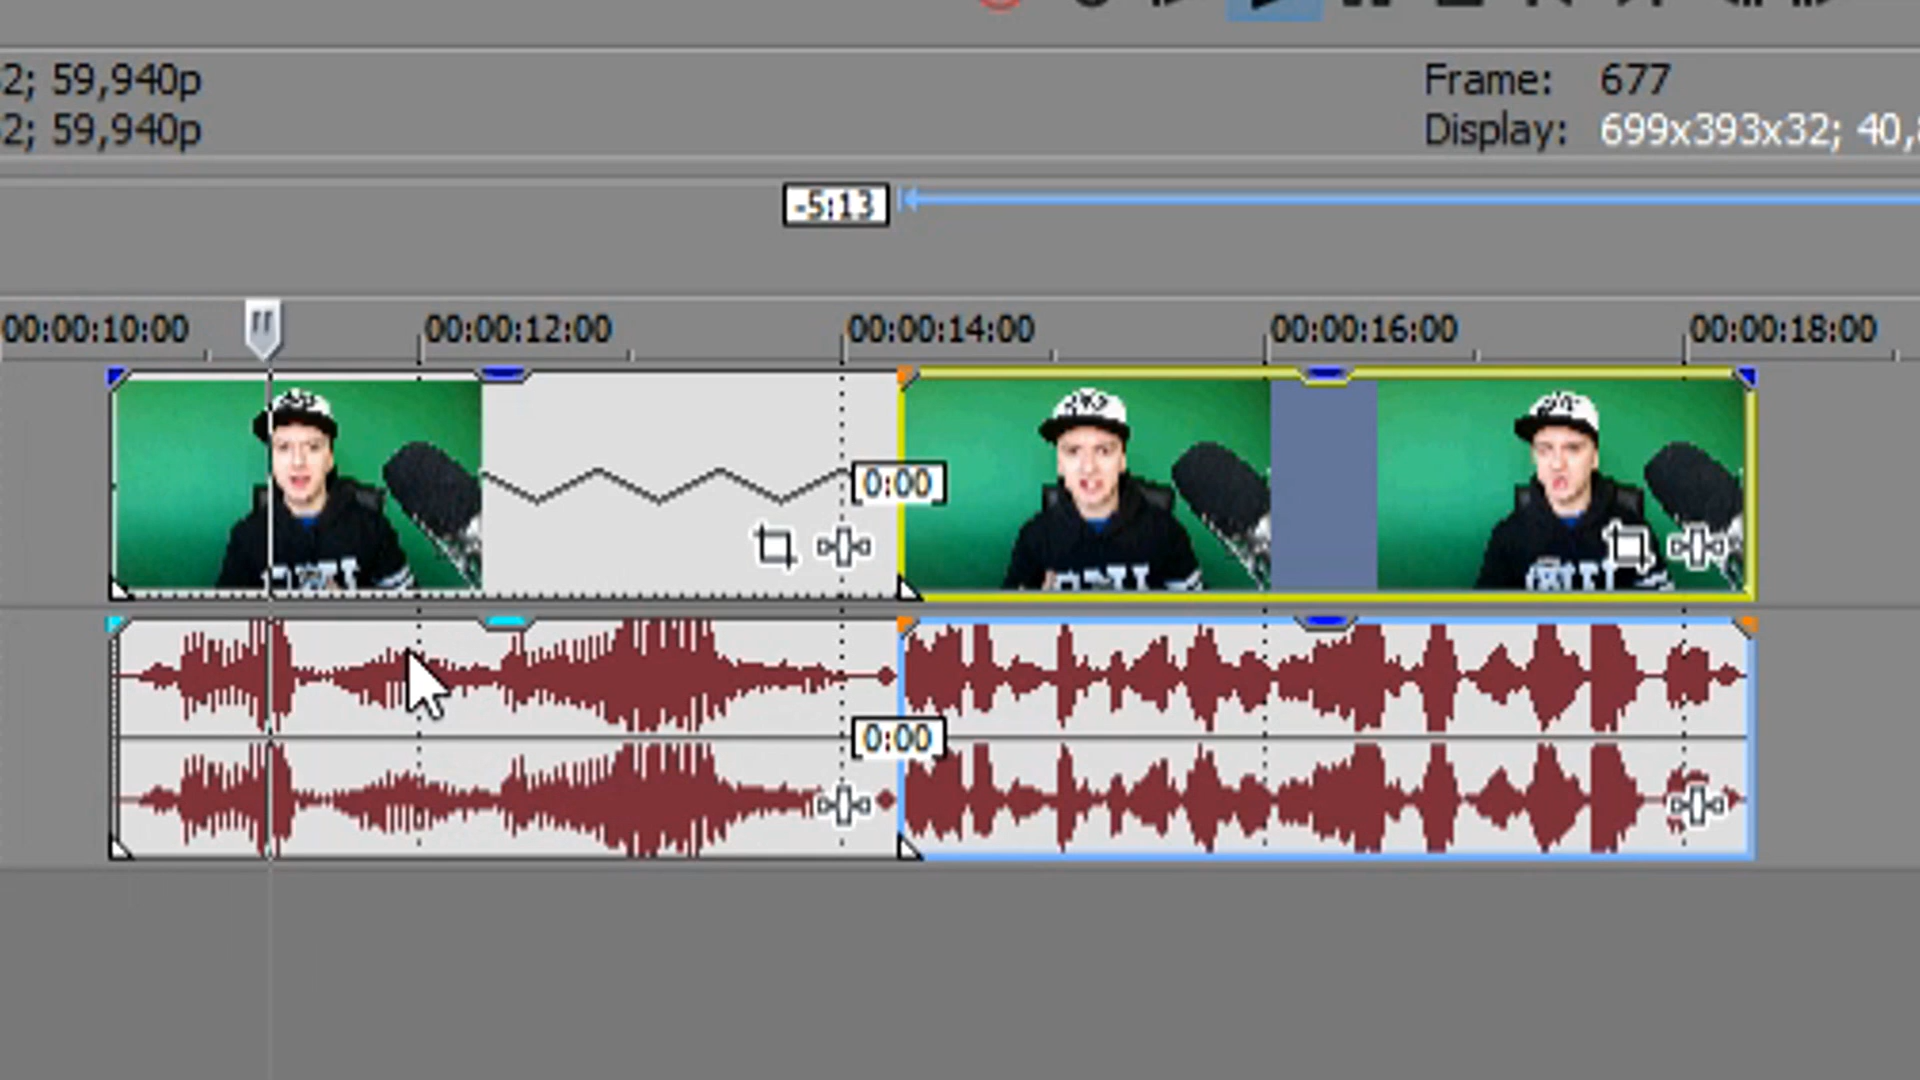 2; 59,940p
2; 59,940p
Frame: 677
Display: 699x393x32; 40,
-5:13
00:00:10:00 00:00:12:00 00:00:14:00 00:00:16:00 00:00:18:00
0:00
0:00